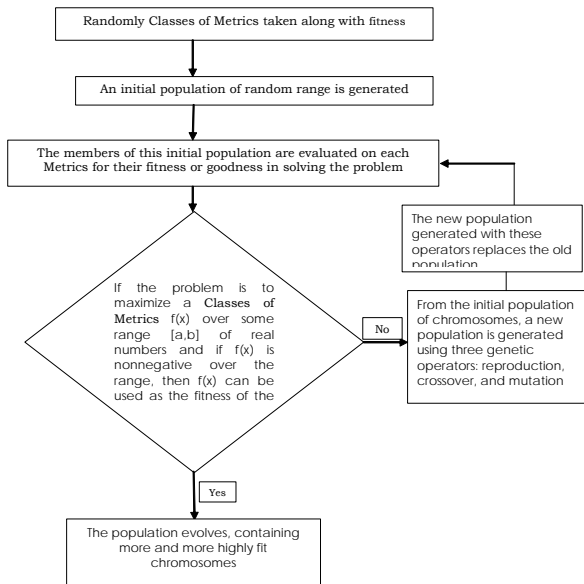 Randomly Classes of Metrics taken along with fitness
An initial population of random range is generated
The members of this initial population are evaluated on each
Metrics for their fitness or goodness in solving the problem
If the problem is to
maximize a Classes of
Metrics f(x) over some
range [a,b] of real
numbers and if f(x) is
nonnegative over the
range, then f(x) can be
used as the fitness of the
No
From the initial population
of chromosomes, a new
population is generated
using three genetic
operators: reproduction,
crossover, and mutation
The new population
generated with these
operators replaces the old
population
Yes
The population evolves, containing
more and more highly fit
chromosomes